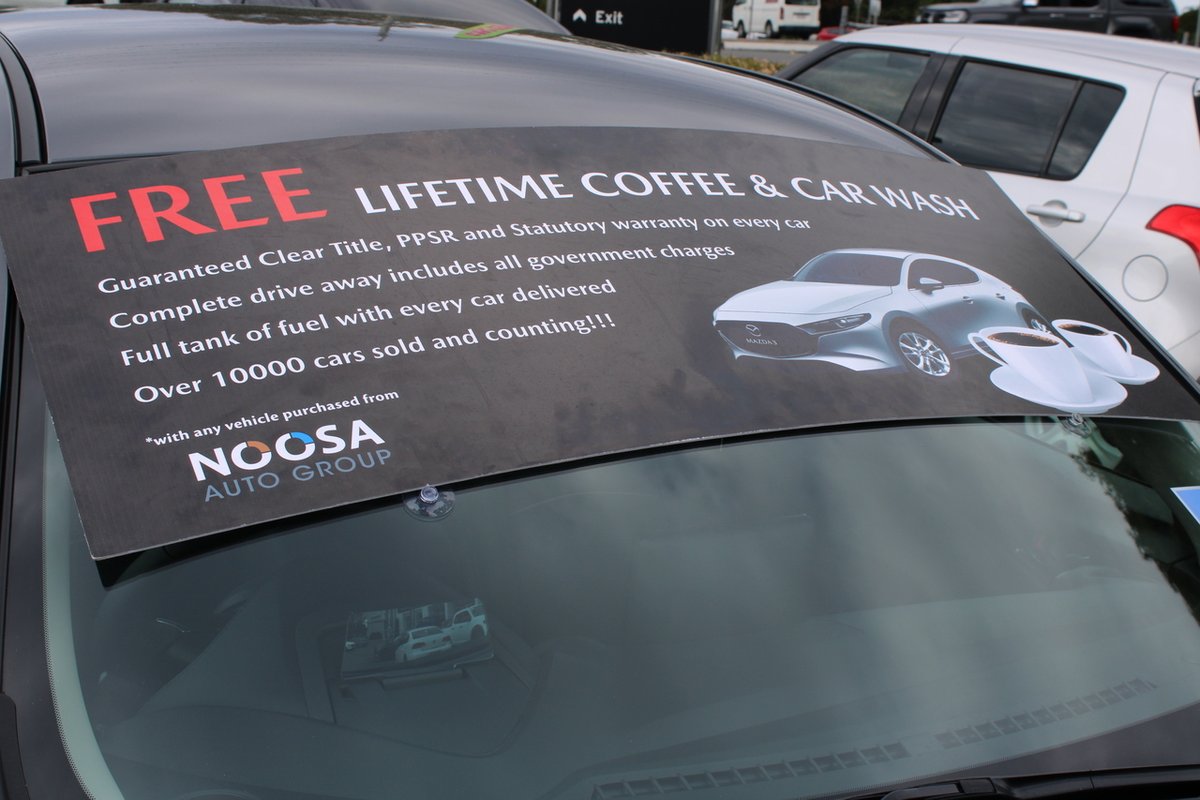 Exit
FREE LIFETIME COFFEE & CAR WASH
Guaranteed Clear Title, PPSR and Statutory warranty on every car
Complete drive away includes all government charges
Full tank of fuel with every car delivered
Over 10000 cars sold and counting!!!
MAZDA3
*with any vehicle purchased from
NOOSA
AUTO GROUP